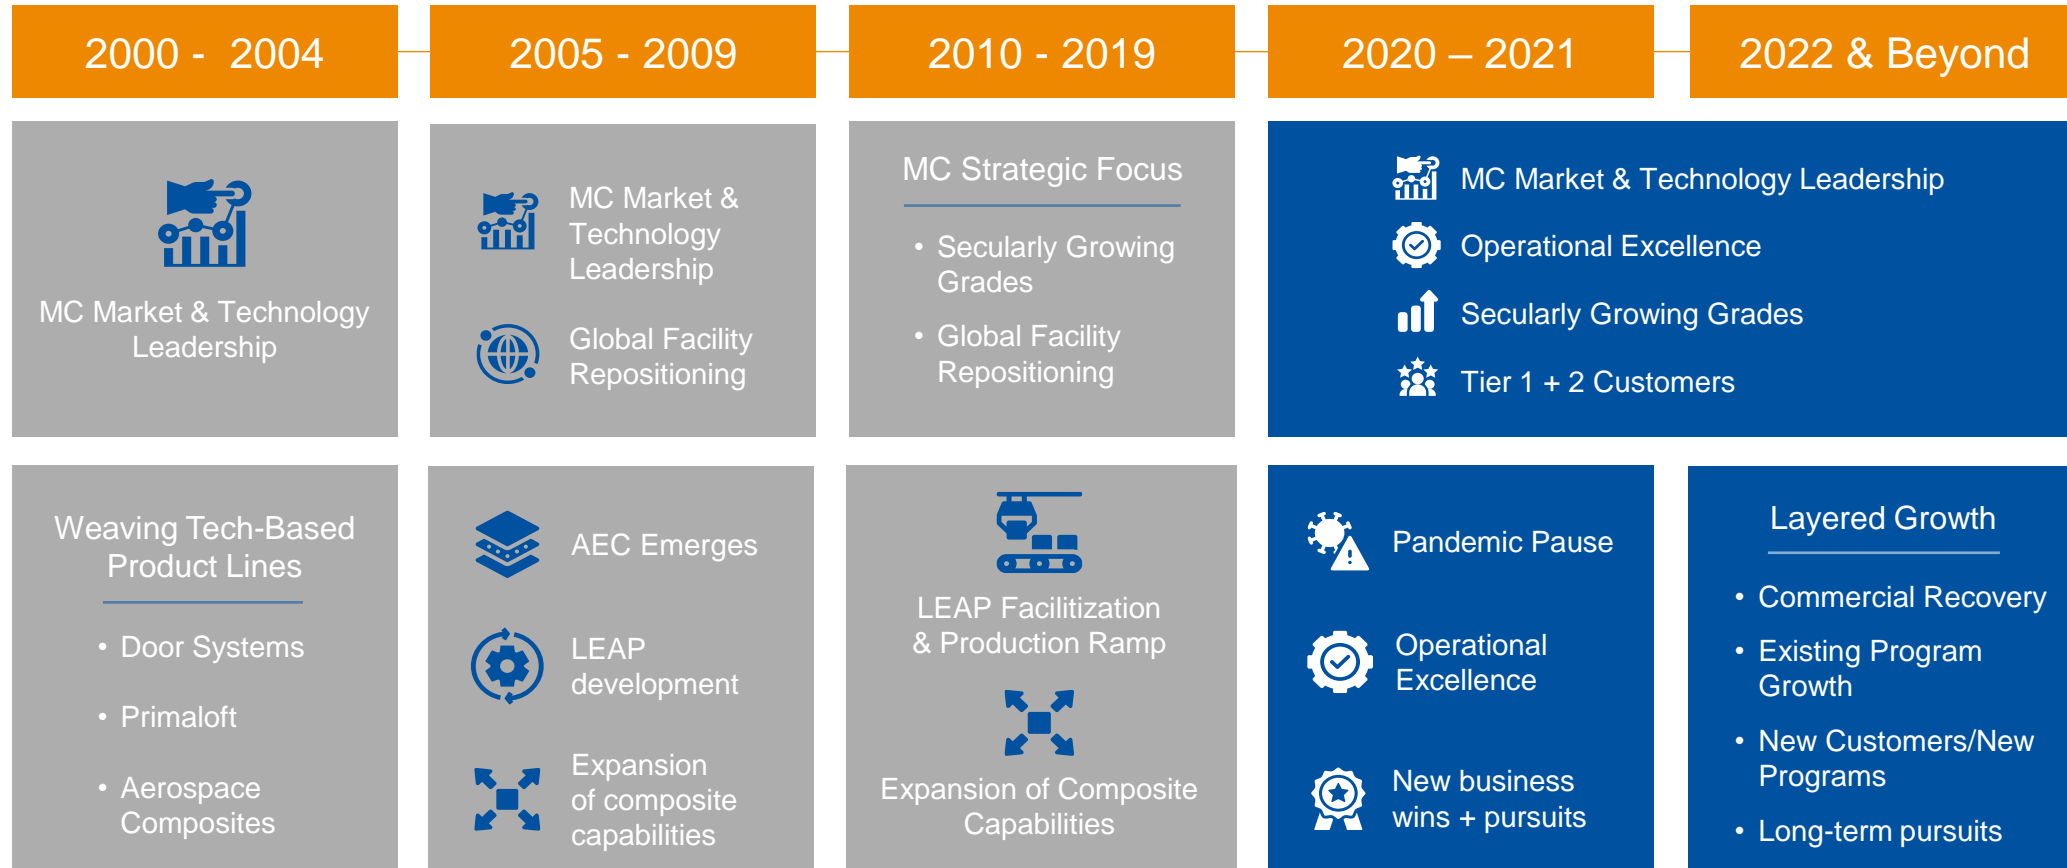 2000 -  2004
2005 - 2009
2010 - 2019
2020 – 2021
2022 & Beyond
MC Market & Technology
Leadership
MC Market &
Technology
Leadership
Global Facility
Repositioning
MC Strategic Focus
• Secularly Growing
Grades
• Global Facility
Repositioning
MC Market & Technology Leadership
Operational Excellence
Secularly Growing Grades
Tier 1 + 2 Customers
Weaving Tech-Based
Product Lines
• Door Systems
• Primaloft
• Aerospace
Composites
AEC Emerges
LEAP
development
Expansion
of composite
capabilities
LEAP Facilitization
& Production Ramp
Expansion of Composite
Capabilities
Pandemic Pause
Operational
Excellence
New business
wins + pursuits
Layered Growth
• Commercial Recovery
• Existing Program
Growth
• New Customers/New
Programs
• Long-term pursuits